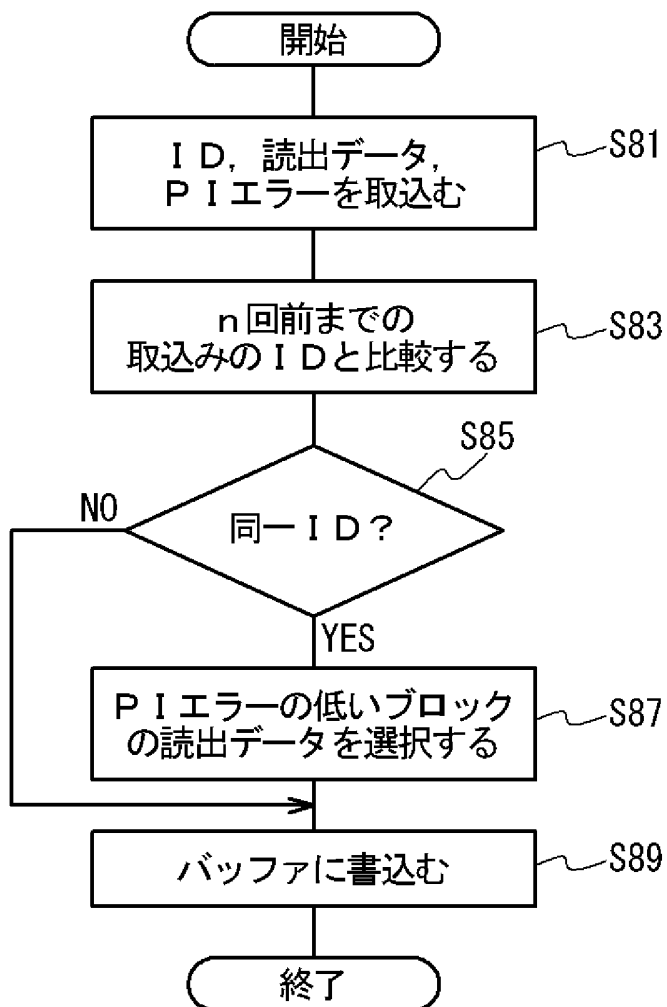 開始
ＩＤ，読出データ，
ＰＩエラーを取込む
S81
ｎ回前までの
取込みのＩＤと比較する
S83
S85
同一ＩＤ？
NO
YES
ＰＩエラーの低いブロック
の読出データを選択する
S87
バッファに書込む
S89
終了